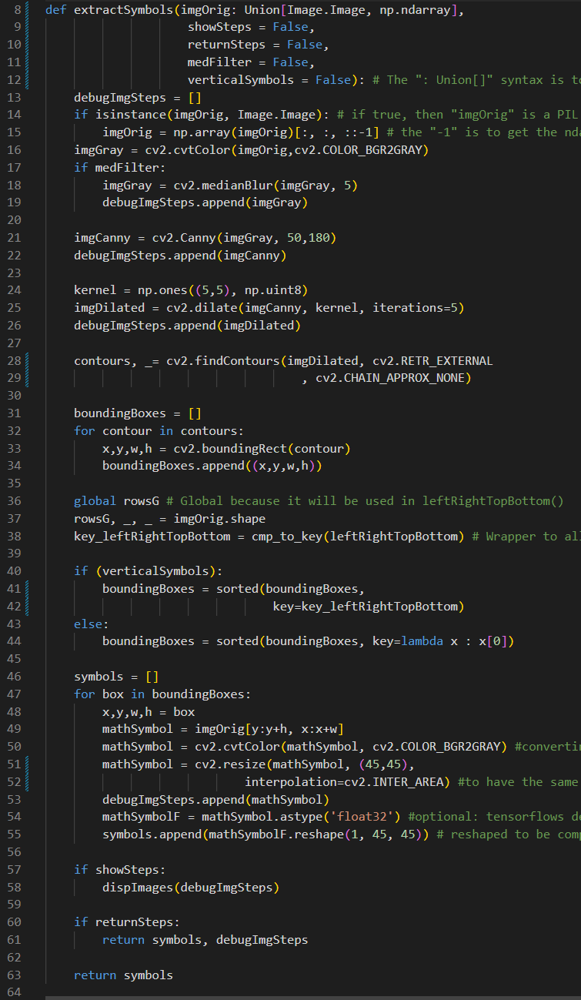 8 def extractSymbols(imgOrig: Union[Image.Image, np.ndarray],
9 showSteps = False,
10 returnSteps = False,
11 medFilter = False,
12 verticalSymbols = False): # The ": Union[]" syntax is
13 debugImgSteps = []
14 if isinstance(imgOrig, Image.Image): # if true, then "imgOrig" is a PIL
15 imgOrig = np.array(imgOrig)[:, :, ::-1] # the "-1" is to get the
16 imgGray = cv2.cvtColor(imgOrig,cv2.COLOR_BGR2GRAY)
17 if medFilter:
18 imgGray = cv2.medianBlur(imgGray, 5)
19 debugImgSteps.append(imgGray)
20
21 imgCanny = cv2.Canny(imgGray, 50,180)
22 debugImgSteps.append(imgCanny)
23
24 kernel = np.ones((5,5), np.uint8)
25 imgDilated = cv2.dilate(imgCanny, kernel, iterations=5)
26 debugImgSteps.append(imgDilated)
27
28 contours, _= cv2.findContours(imgDilated, cv2.RETR_EXTERNAL
29 , cv2.CHAIN_APPROX_NONE)
30
31 boundingBoxes = []
32 for contour in contours:
33 x,y,w,h = cv2.boundingRect(contour)
34 boundingBoxes.append((x,y,w,h))
35
36 global rowsG # Global because it will be used in leftRightTopBottom()
37 rowsG, _, _ = imgOrig.shape
38 key_leftRightTopBottom = cmp_to_key(leftRightTopBottom) # Wrapper to
39
40 if (verticalSymbols):
41 boundingBoxes = sorted(boundingBoxes,
42 key=key_leftRightTopBottom)
43 else:
44 boundingBoxes = sorted(boundingBoxes, key=lambda x : x[0])
45
46 symbols = []
47 for box in boundingBoxes:
48 x,y,w,h = box
49 mathSymbol = imgOrig[y:y+h, x:x+w]
50 mathSymbol = cv2.cvtColor(mathSymbol, cv2.COLOR_BGR2GRAY)
51 mathSymbol = cv2.resize(mathSymbol, (45,45),
52 interpolation=cv2.INTER_AREA) #to have the same
53 debugImgSteps.append(mathSymbol)
54 mathSymbolF = mathSymbol.astype('float32') #optional: tensorflows
55 symbols.append(mathSymbolF.reshape(1, 45, 45)) # reshaped to be
56
57 if showSteps:
58 dispImages(debugImgSteps)
59
60 if returnSteps:
61 return symbols, debugImgSteps
62
63 return symbols
64